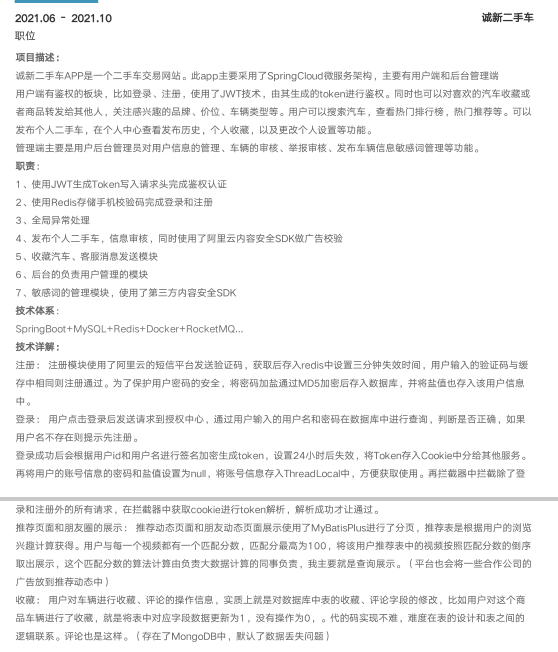 2021.06 - 2021.10 诚新二手车
职位
项目描述：
诚新二手车APP是一个二手车交易网站。此app主要采用了SpringCloud微服务架构，主要有用户端和后台管理端
用户端有鉴权的板块，比如登录、注册，使用了JWT技术，由其生成的token进行鉴权。同时也可以对喜欢的汽车收藏或
者商品转发给其他人，关注感兴趣的品牌、价位、车辆类型等。用户可以搜索汽车，查看热门排行榜，热门推荐等。可以
发布个人二手车，在个人中心查看发布历史，个人收藏，以及更改个人设置等功能。
管理端主要是用户后台管理员对用户信息的管理、车辆的审核、举报审核、发布车辆信息敏感词管理等功能。
职责：
1、使用JWT生成Token写入请求头完成鉴权认证
2、使用Redis存储手机校验码完成登录和注册
3、全局异常处理
4、发布个人二手车，信息审核，同时使用了阿里云内容安全SDK做广告校验
5、收藏汽车、客服消息发送模块
6、后台的负责用户管理的模块
7、敏感词的管理模块，使用了第三方内容安全SDK
技术体系：
SpringBoot+MySQL+Redis+Docker+RocketMQ...
技术详解：
注册： 注册模块使用了阿里云的短信平台发送验证码，获取后存入redis中设置三分钟失效时间，用户输入的验证码与缓
存中相同则注册通过。为了保护用户密码的安全，将密码加盐通过MD5加密后存入数据库，并将盐值也存入该用户信息
中。
登录： 用户点击登录后发送请求到授权中心，通过用户输入的用户名和密码在数据库中进行查询，判断是否正确，如果
用户名不存在则提示先注册。
登录成功后会根据用户id和用户名进行签名加密生成token，设置24小时后失效，将Token存入Cookie中分给其他服务。
再将用户的账号信息的密码和盐值设置为null，将账号信息存入ThreadLocal中，方便获取使用。再拦截器中拦截除了登
录和注册外的所有请求，在拦截器中获取cookie进行token解析，解析成功才让通过。
推荐页面和朋友圈的展示： 推荐动态页面和朋友动态页面展示使用了MyBatisPlus进行了分页，推荐表是根据用户的浏览
兴趣计算获得。用户与每一个视频都有一个匹配分数，匹配分最高为100，将该用户推荐表中的视频按照匹配分数的倒序
取出展示，这个匹配分数的算法计算由负责大数据计算的同事负责，我主要就是查询展示。（平台也会将一些合作公司的
广告放到推荐动态中）
收藏： 用户对车辆进行收藏、评论的操作信息，实质上就是对数据库中表的收藏、评论字段的修改，比如用户对这个商
品车辆进行了收藏，就是将表中对应字段数据更新为1，没有操作为0，。代的码实现不难，难度在表的设计和表之间的
逻辑联系。评论也是这样。（存在了MongoDB中，默认了数据丢失问题）